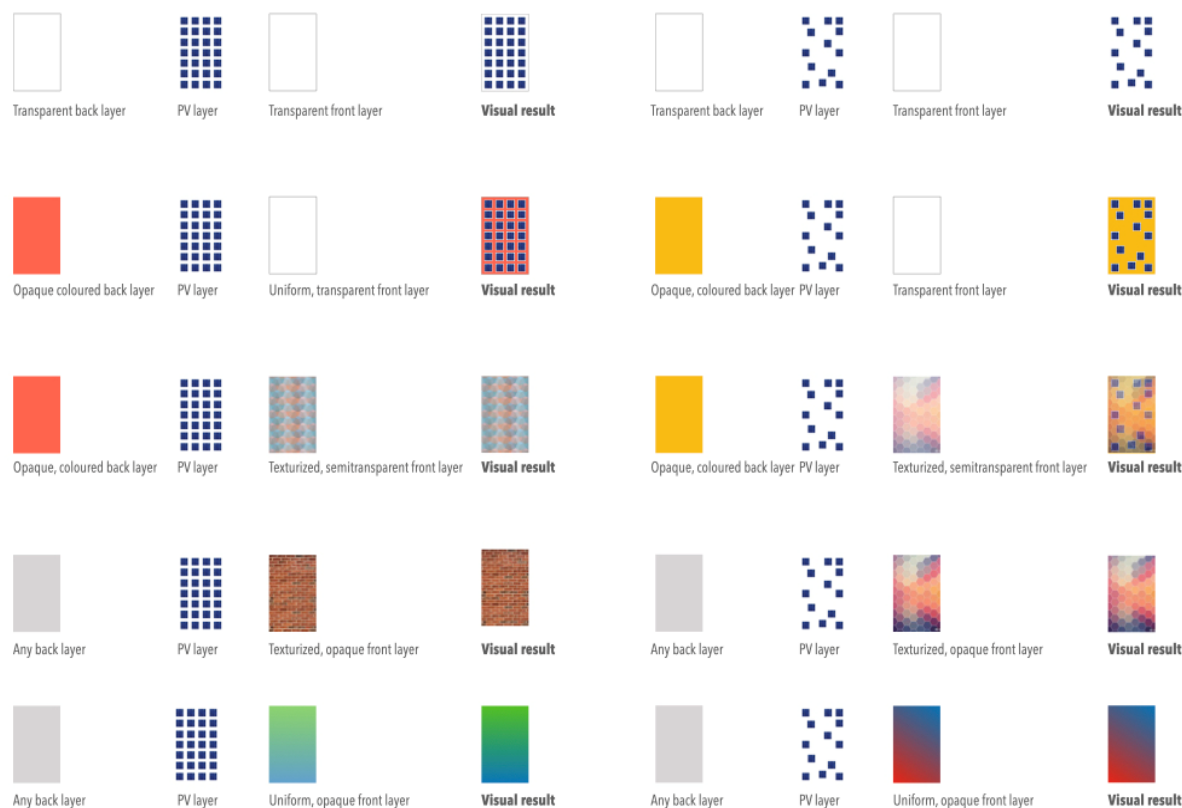 Transparent back layer PV layer Transparent front layer Visual result Transparent back layer PV layer Transparent front layer Visual result
Opaque coloured back layer PV layer Uniform, transparent front layer Visual result Opaque, coloured back layer PV layer Transparent front layer Visual result
Opaque, coloured back layer PV layer Texturized, semitransparent front layer Visual result Opaque, coloured back layer PV layer Texturized, semitransparent front layer Visual result
Any back layer PV layer Texturized, opaque front layer Visual result Any back layer PV layer Texturized, opaque front layer Visual result
Any back layer PV layer Uniform, opaque front layer Visual result Any back layer PV layer Uniform, opaque front layer Visual result